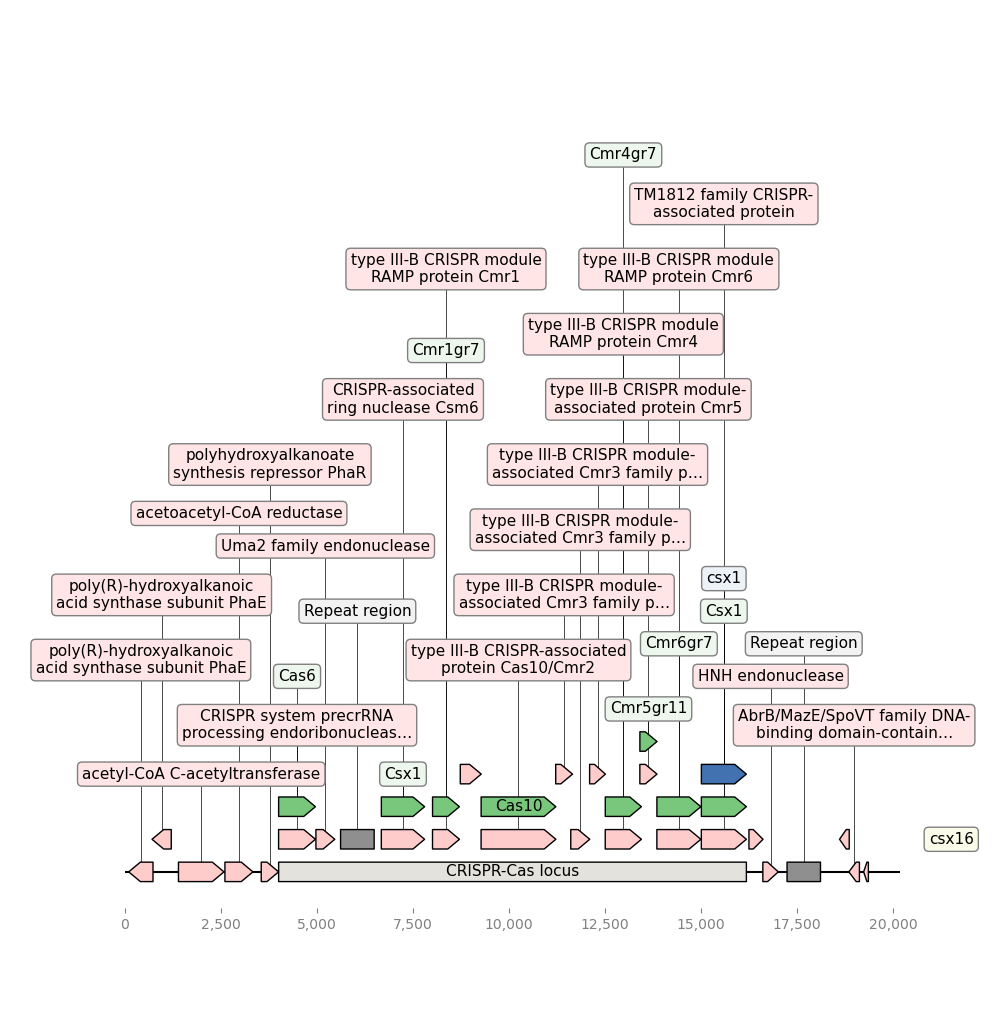 Cmr4gr7
TM1812 family CRISPR-
associated protein
type III-B CRISPR module
RAMP protein Cmr1
type III-B CRISPR module
RAMP protein Cmr6
type III-B CRISPR module
RAMP protein Cmr4
Cmr1gr7
CRISPR-associated
ring nuclease Csm6
type III-B CRISPR module-
associated protein Cmr5
polyhydroxyalkanoate
synthesis repressor PhaR
type III-B CRISPR module-
associated Cmr3 family p…
acetoacetyl-CoA reductase
type III-B CRISPR module-
associated Cmr3 family p…
Uma2 family endonuclease
poly(R)-hydroxyalkanoic
acid synthase subunit PhaE
type III-B CRISPR module-
associated Cmr3 family p…
csx1
Repeat region
Csx1
poly(R)-hydroxyalkanoic
acid synthase subunit PhaE
type III-B CRISPR-associated
protein Cas10/Cmr2
Cmr6gr7
Repeat region
Cas6
HNH endonuclease
CRISPR system precrRNA
processing endoribonucleas…
Cmr5gr11
AbrB/MazE/SpoVT family DNA-
binding domain-contain…
acetyl-CoA C-acetyltransferase
Csx1
Cas10
csx16
CRISPR-Cas locus
0
2,500
5,000
7,500
10,000
12,500
15,000
17,500
20,000